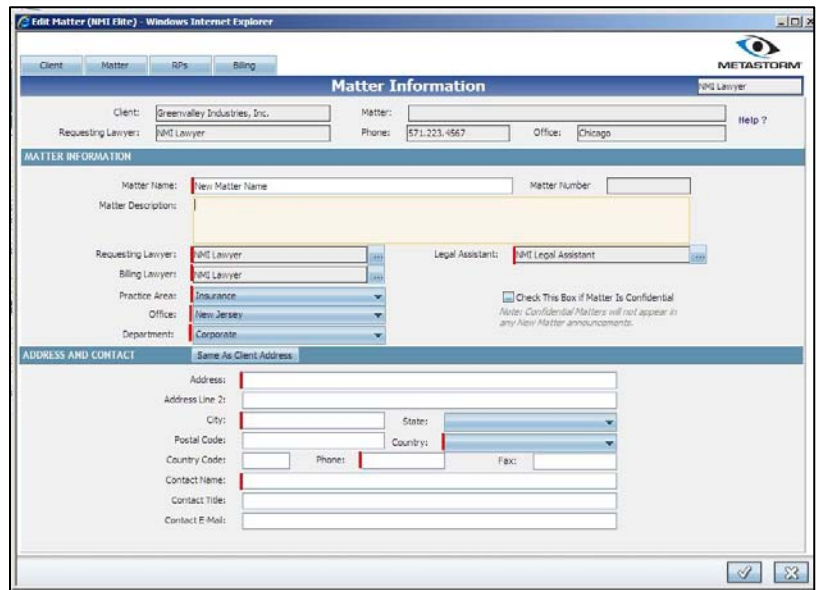 Edit Matter (NMI Elite) - Windows Internet Explorer
Client Matter RPs Billing METASTORM
Matter Information NMI Lawyer
Client: Greenvalley Industries, Inc. Matter: Help ?
Requesting Lawyer: NMI Lawyer Phone: 571.223.4567 Office: Chicago
MATTER INFORMATION
Matter Name: New Matter Name Matter Number
Matter Description:
Requesting Lawyer: NMI Lawyer ... Legal Assistant: NMI Legal Assistant ...
Billing Lawyer: NMI Lawyer ...
Practice Area: Insurance Check This Box if Matter Is Confidential
Office: New Jersey Note: Confidential Matters will not appear in
any New Matter announcements.
Department: Corporate
ADDRESS AND CONTACT Same As Client Address
Address:
Address Line 2:
City: State:
Postal Code: Country:
Country Code: Phone: Fax:
Contact Name:
Contact Title:
Contact E-Mail: